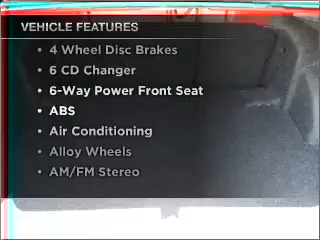 VEHICLE FEATURES
• 4 Wheel Disc Brakes
• 6 CD Changer
• 6-Way Power Front Seat
• ABS
• Air Conditioning
• Alloy Wheels
• AM/FM Stereo